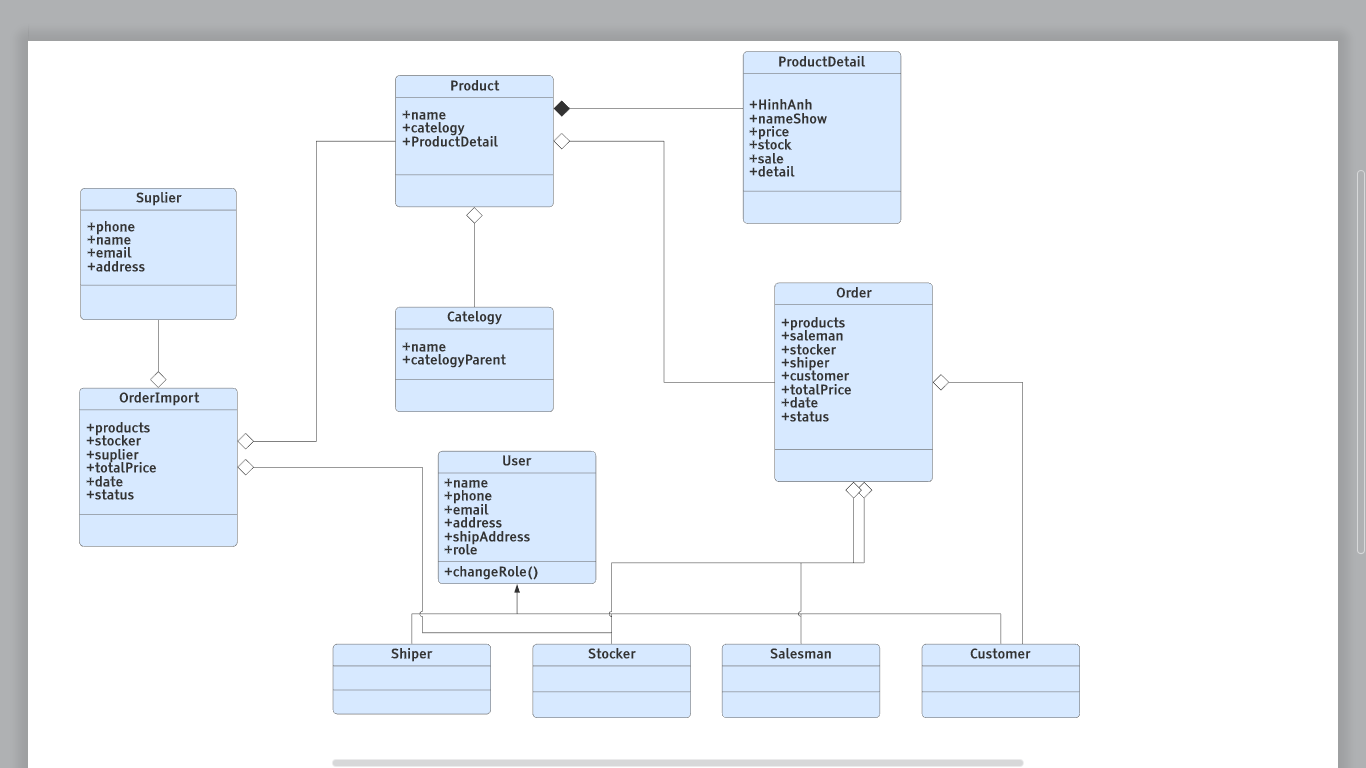 ProductDetail
+HinhAnh
+nameShow
+price
+stock
+sale
+detail
Product
+name
+catelogy
+ProductDetail
Suplier
+phone
+name
+email
+address
Order
+products
+saleman
+stocker
+shiper
+customer
+totalPrice
+date
+status
Catelogy
+name
+catelogyParent
OrderImport
+products
+stocker
+suplier
+totalPrice
+date
+status
User
+name
+phone
+email
+address
+shipAddress
+role
+changeRole()
Shiper
Stocker
Salesman
Customer